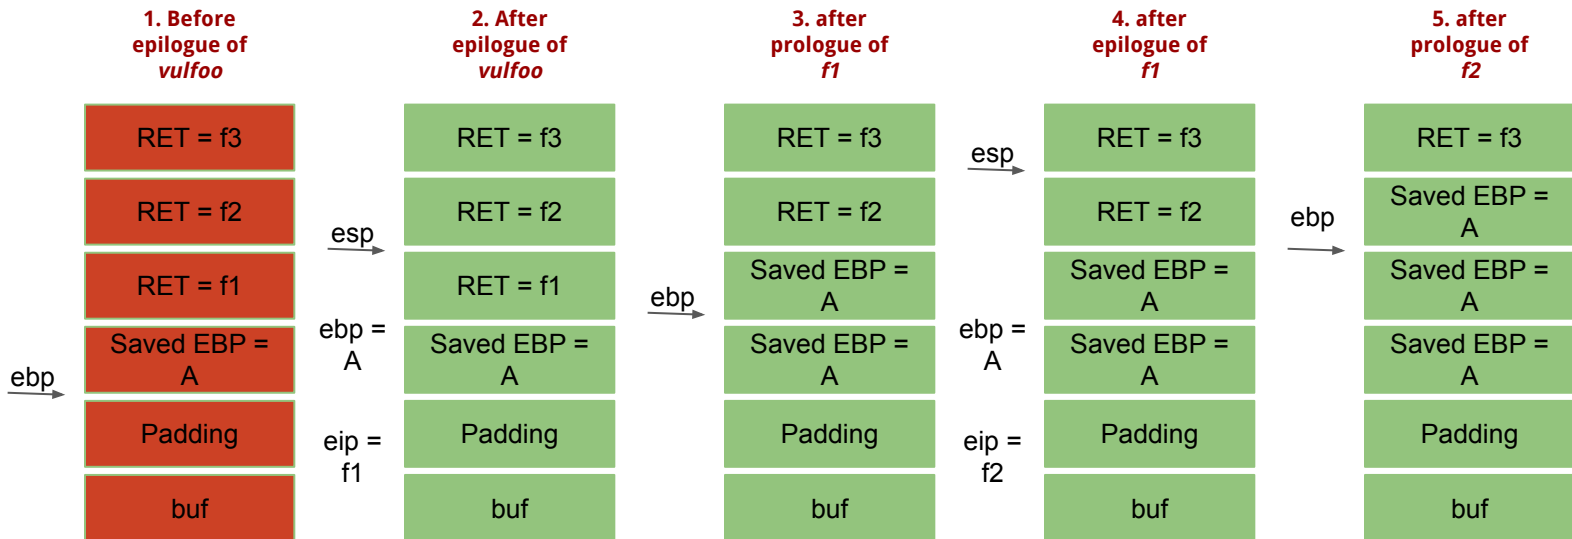 1. Before
epilogue of
vulfoo
RET = f3
RET = f2
RET = f1
Saved EBP =
A
Padding
buf
ebp
2. After
epilogue of
vulfoo
esp
ebp =
A
eip =
f1
RET = f3
RET = f2
RET = f1
Saved EBP =
A
Padding
buf
3. after
prologue of
f1
ebp
RET = f3
RET = f2
Saved EBP =
A
Saved EBP =
A
Padding
buf
4. after
epilogue of
f1
esp
ebp =
A
eip =
f2
RET = f3
RET = f2
Saved EBP =
A
Saved EBP =
A
Padding
buf
5. after
prologue of
f2
ebp
RET = f3
Saved EBP =
A
Saved EBP =
A
Saved EBP =
A
Padding
buf